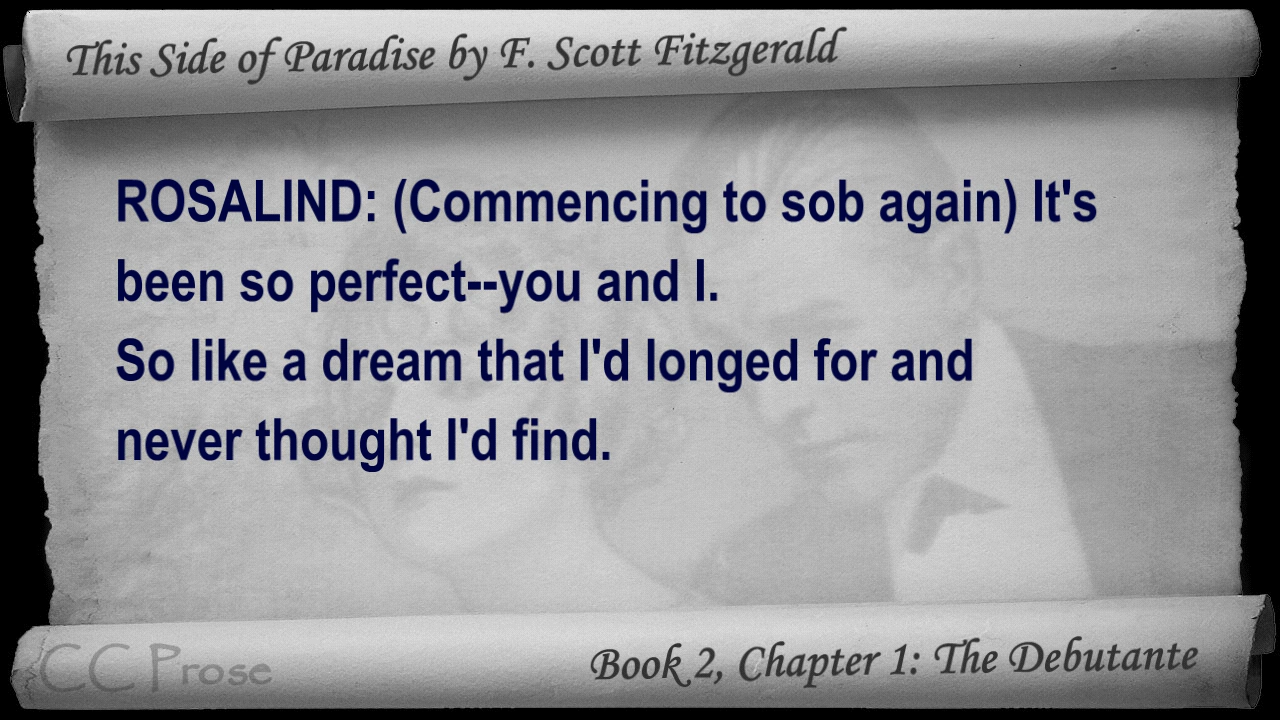 This Side of Paradise by F. Scott Fitzgerald
ROSALIND: (Commencing to sob again) It's
been so perfect--you and I.
So like a dream that I'd longed for and
never thought I'd find.
CC Prose
Book 2, Chapter 1: The Debutante